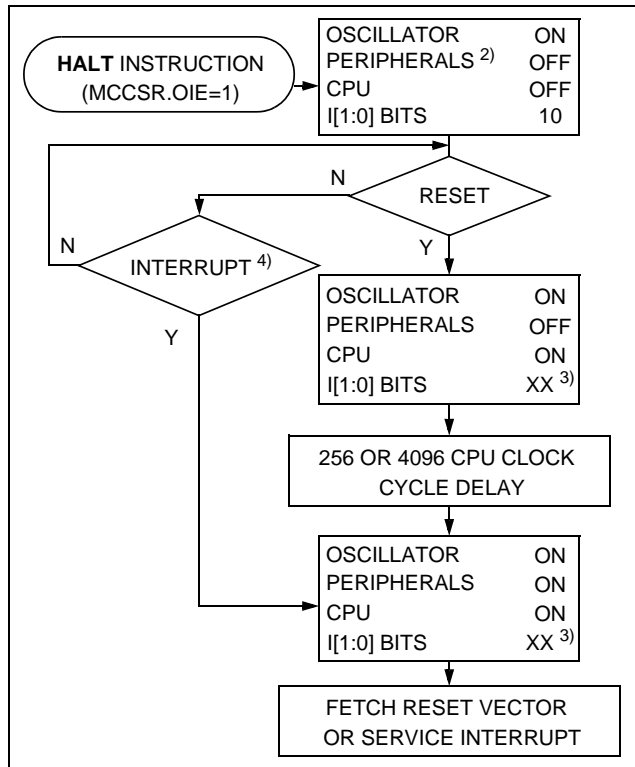 HALT INSTRUCTION
(MCCSR.OIE=1)
OSCILLATOR ON
PERIPHERALS 2) OFF
CPU OFF
I[1:0] BITS 10
RESET
N
Y
INTERRUPT 4)
N
Y
OSCILLATOR ON
PERIPHERALS OFF
CPU ON
I[1:0] BITS XX 3)
256 OR 4096 CPU CLOCK
CYCLE DELAY
OSCILLATOR ON
PERIPHERALS ON
CPU ON
I[1:0] BITS XX 3)
FETCH RESET VECTOR
OR SERVICE INTERRUPT